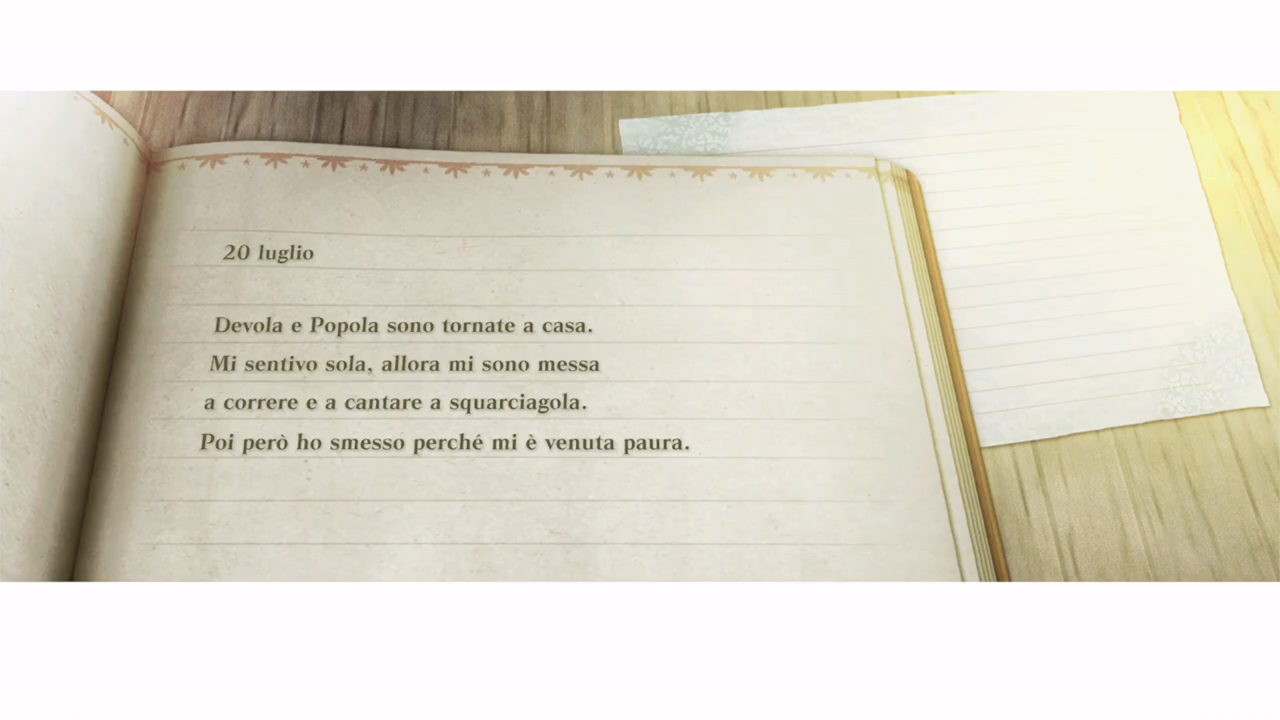 20 luglio
Devola e Popola sono tornate a casa.
Mi sentivo sola, allora mi sono messa
a correre e a cantare a squarciagola.
Poi però ho smesso perché mi è venuta paura.